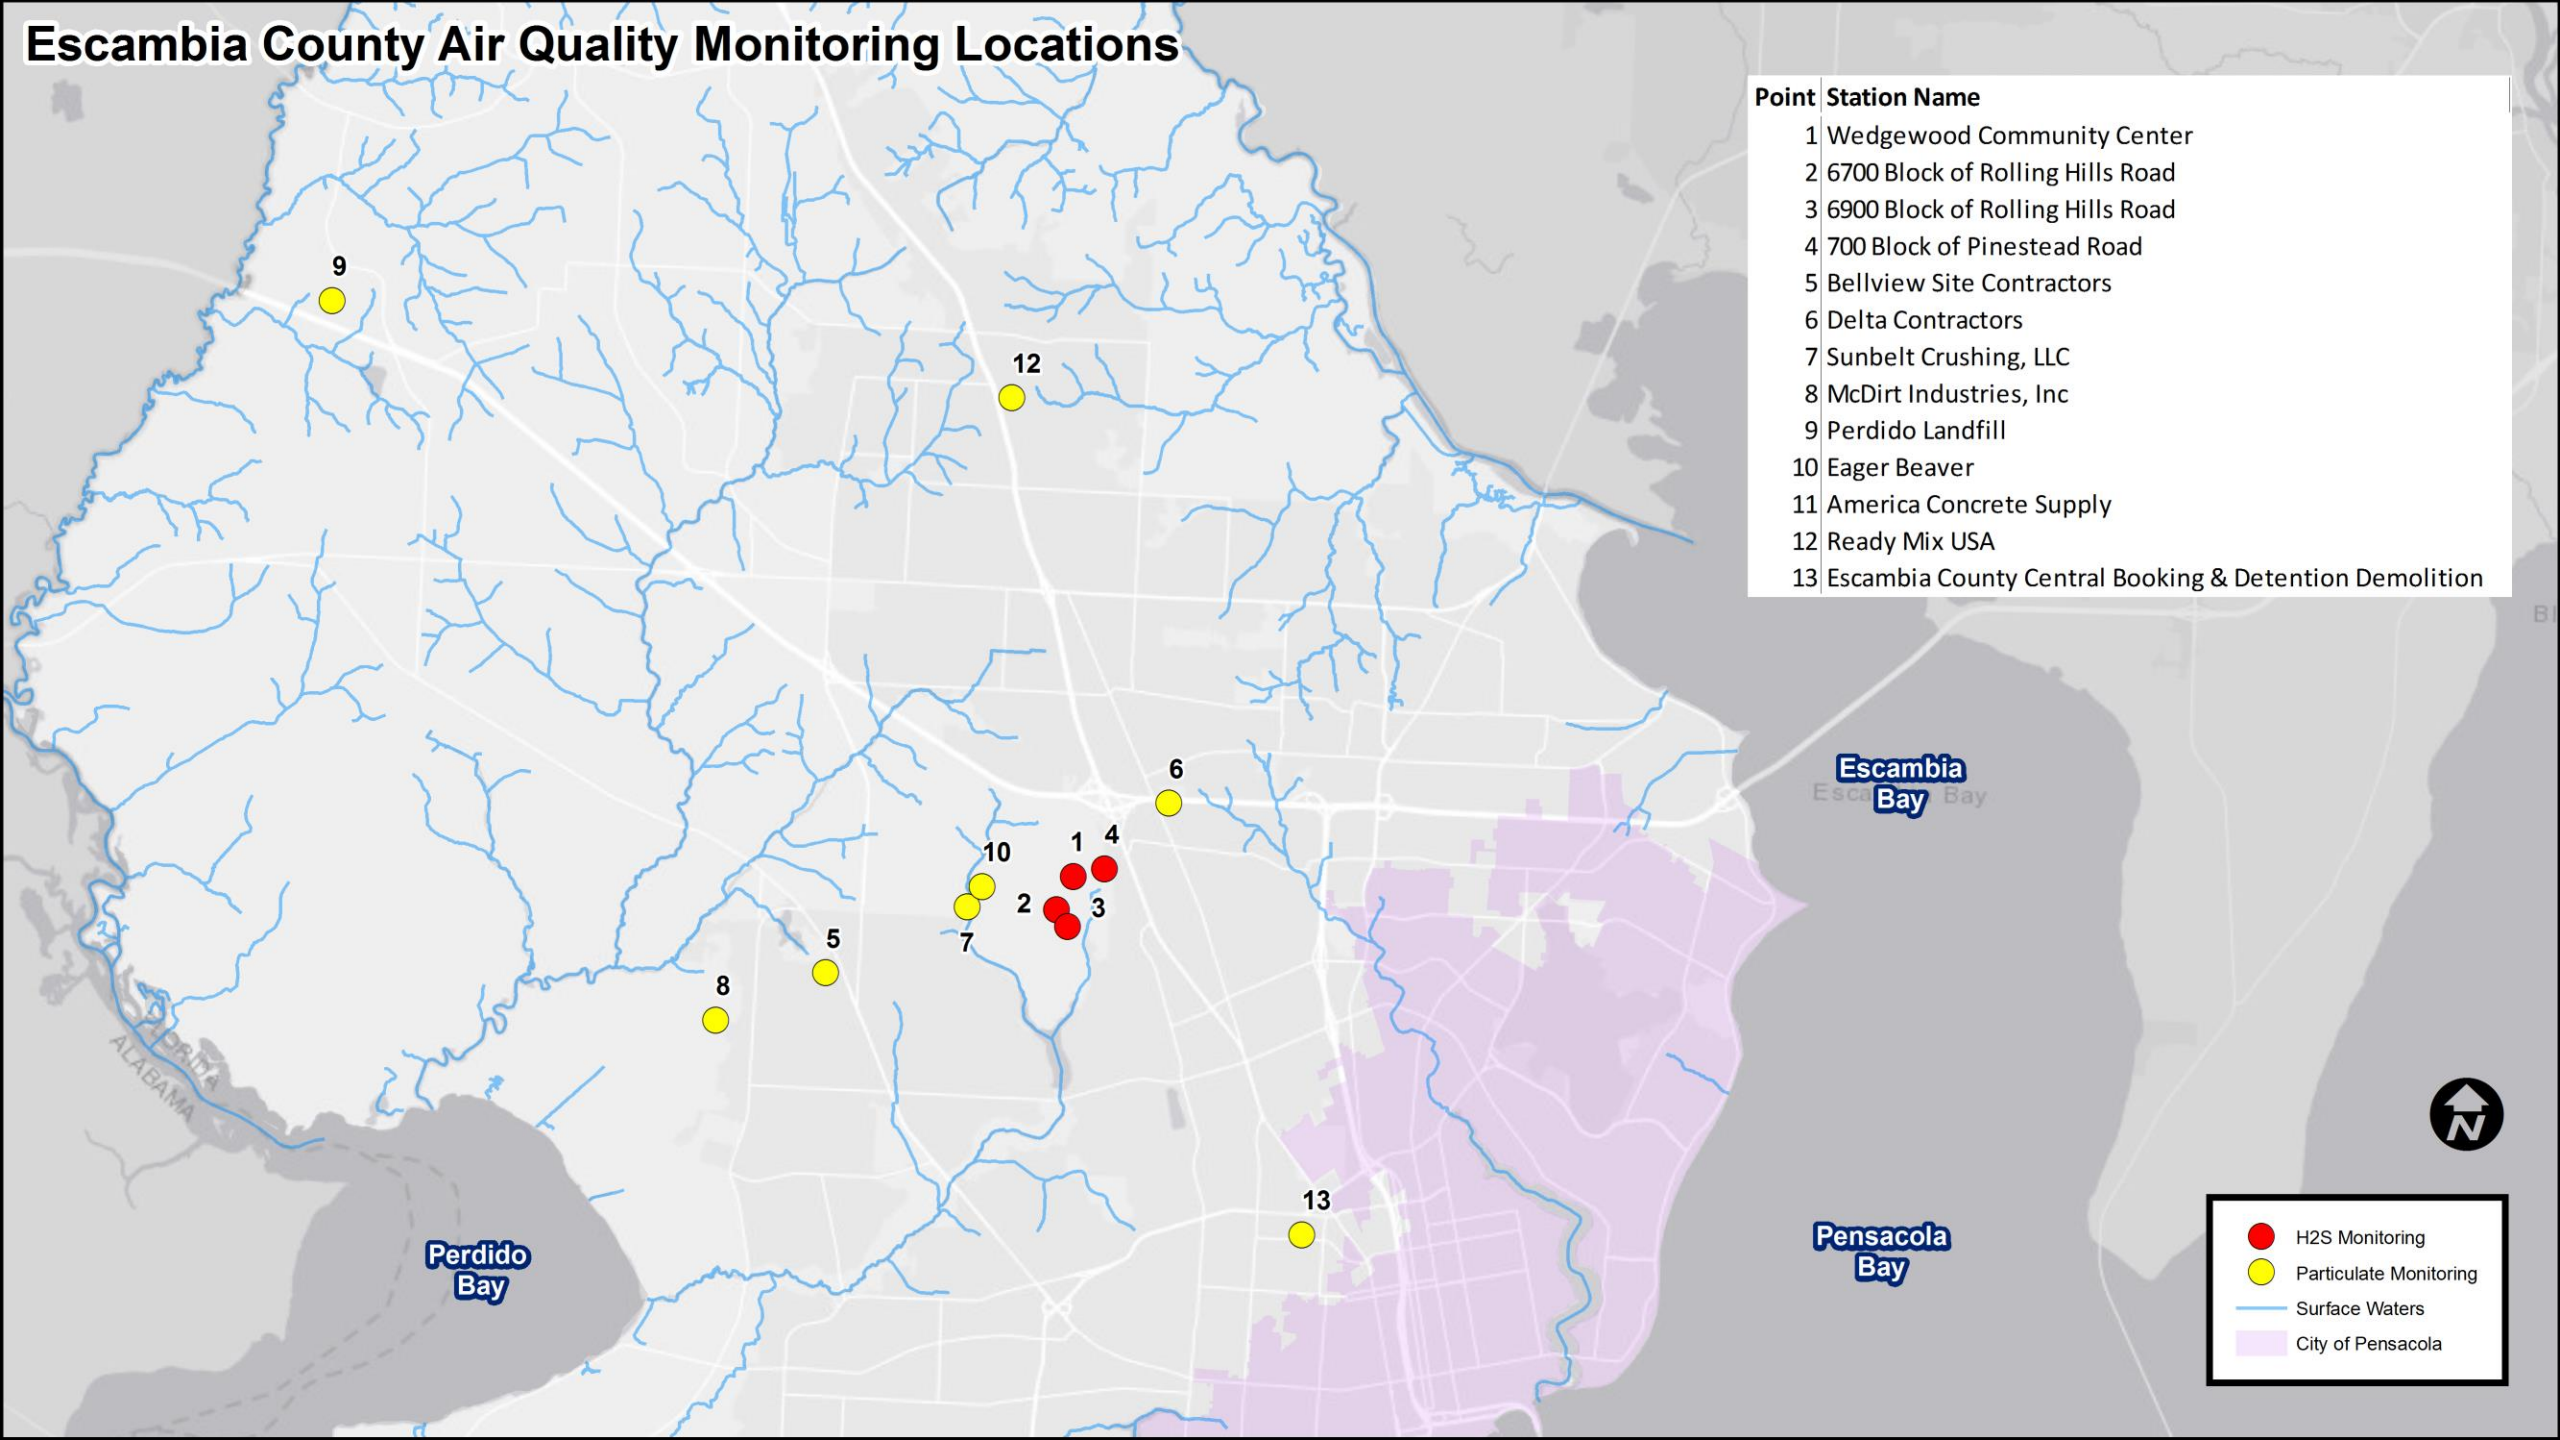 Escambia County Air Quality Monitoring Locations
Point Station Name
1 Wedgewood Community Center
2 6700 Block of Rolling Hills Road
3 6900 Block of Rolling Hills Road
4 700 Block of Pinestead Road
5 Bellview Site Contractors
6 Delta Contractors
7 Sunbelt Crushing, LLC
8 McDirt Industries, Inc
9 Perdido Landfill
10 Eager Beaver
11 America Concrete Supply
12 Ready Mix USA
13 Escambia County Central Booking & Detention Demolition
9
12
6
1
4
10
2
3
7
5
8
13
Escambia
Bay
Pensacola
Bay
Perdido
Bay
ALABAMA
N
H2S Monitoring
Particulate Monitoring
Surface Waters
City of Pensacola